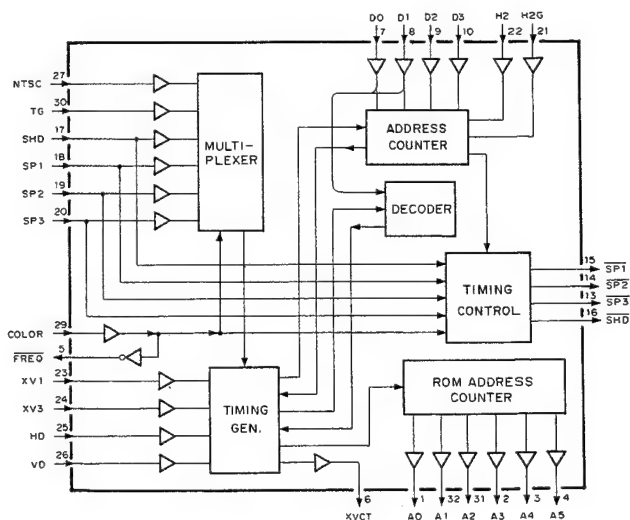 D0 D1 D2 D3 H2 H2G
7 8 9 10 22 21
NTSC 27
TG 30
SHD 17
SP1 18
SP2 19
SP3 20
MULTI-
PLEXER
ADDRESS
COUNTER
DECODER
TIMING
CONTROL
15 SP1
14 SP2
13 SP3
16 SHD
COLOR 29
FREQ 5
XV1 23
XV3 24
HD 25
VD 26
TIMING
GEN.
ROM ADDRESS
COUNTER
6 1 32 31 2 3 4
XVCT A0 A1 A2 A3 A4 A5